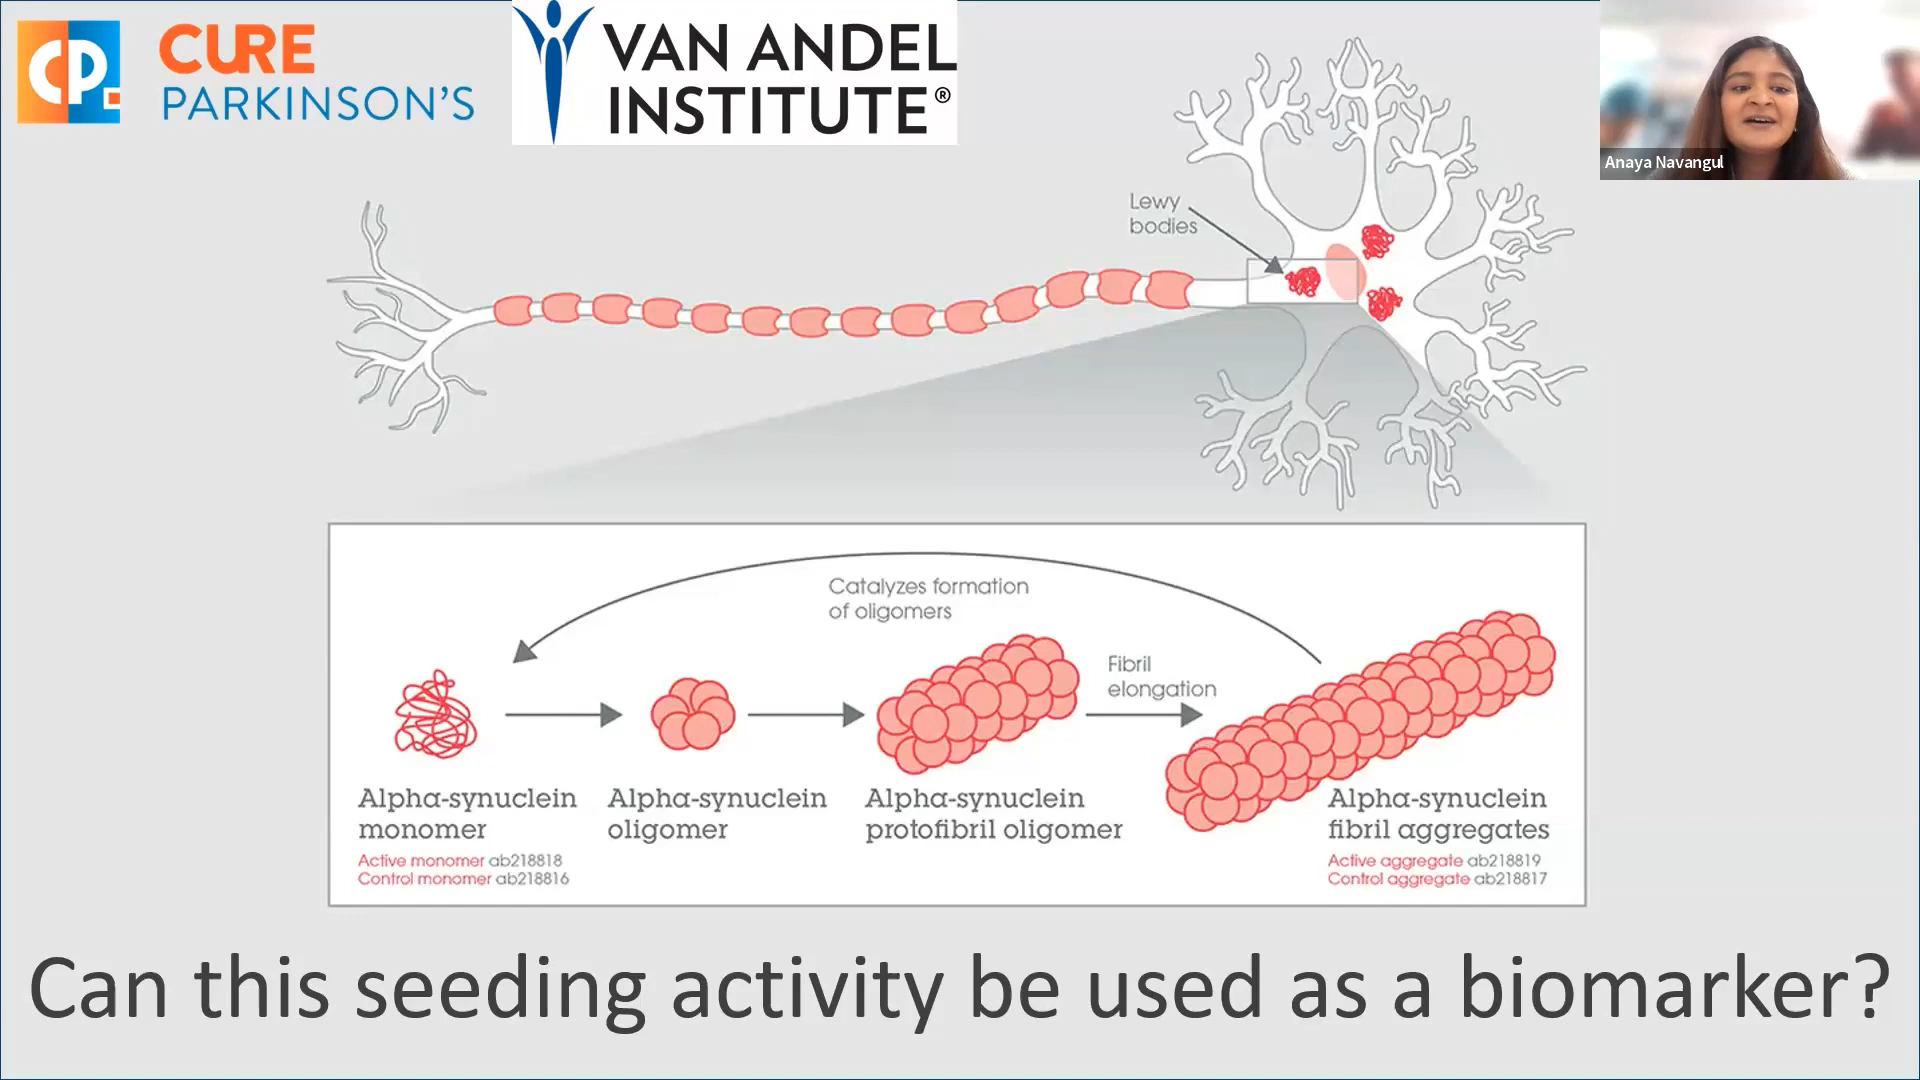 CP.
CURE
PARKINSON'S
VAN ANDEL
INSTITUTE®
Anaya Navangul
Lewy
bodies
Catalyzes formation
of oligomers
Fibril
elongation
Alpha-synuclein
monomer
Active monomer ab218818
Control monomer ab218816
Alpha-synuclein
oligomer
Alpha-synuclein
protofibril oligomer
Alpha-synuclein
fibril aggregates
Active aggregate ab218819
Control aggregate ab218817
Can this seeding activity be used as a biomarker?